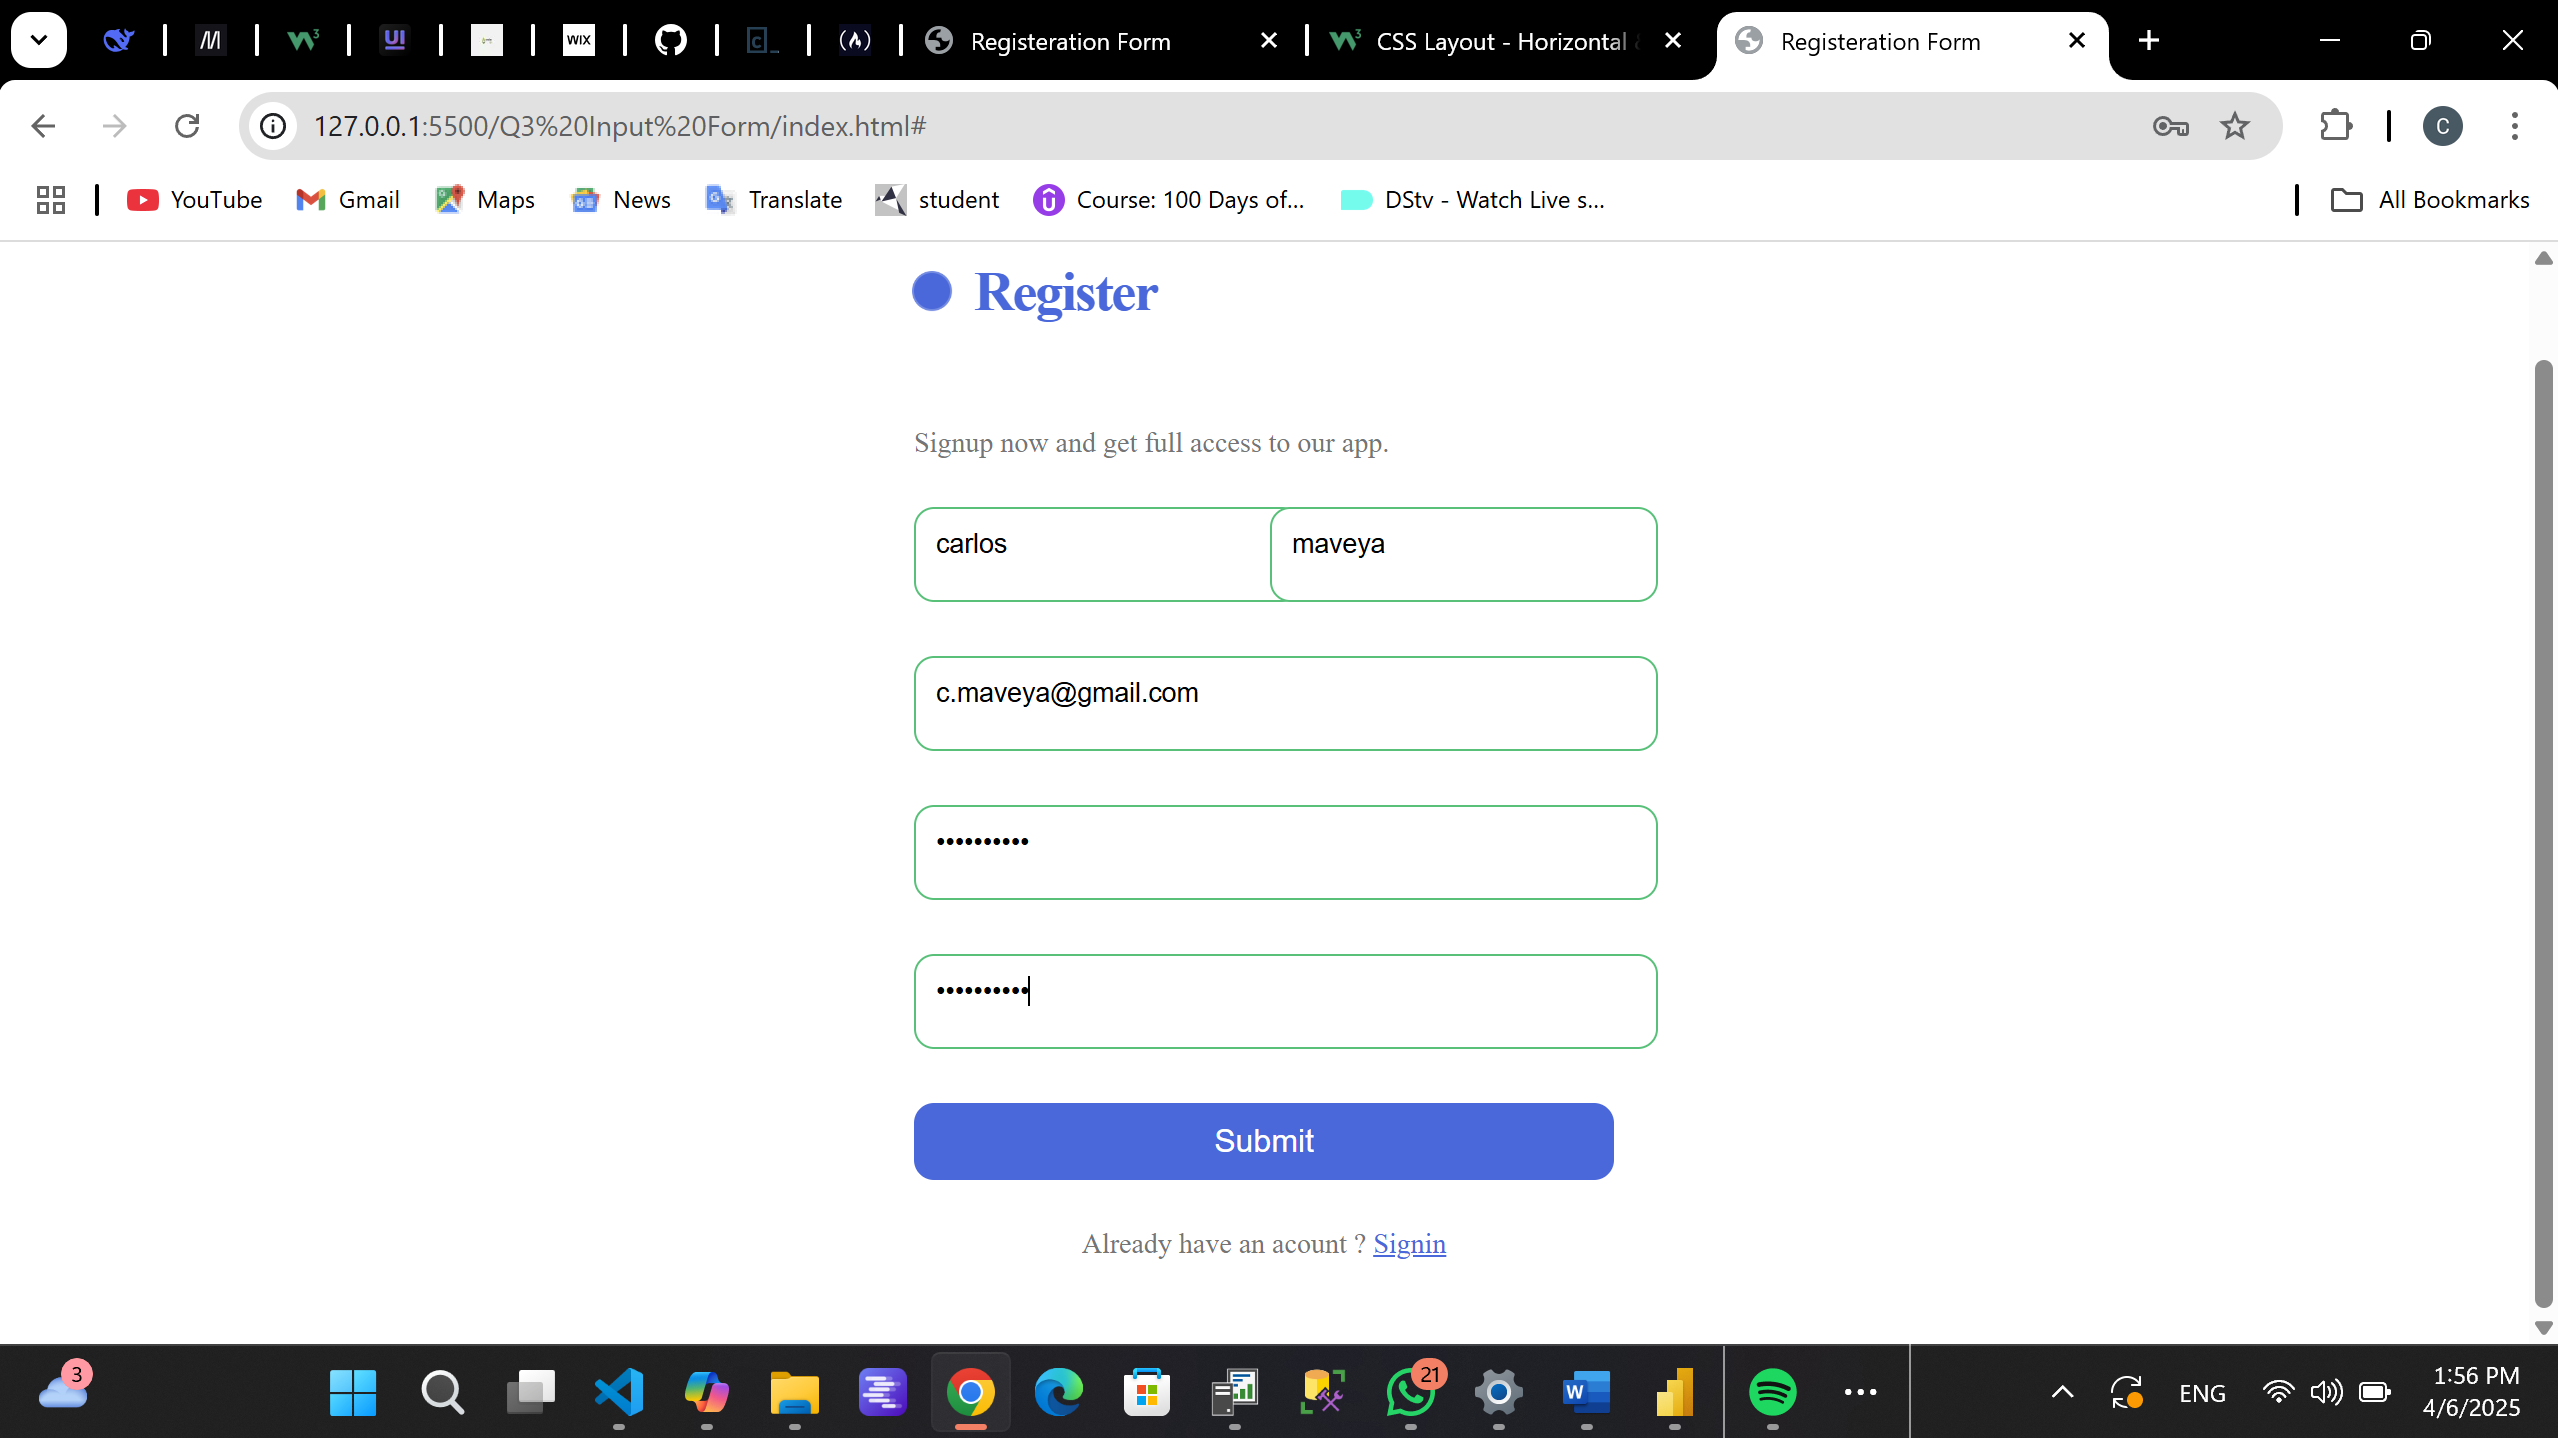 UI
WIX
Registeration Form
CSS Layout - Horizontal
Registeration Form
127.0.0.1:5500/Q3%20Input%20Form/index.html#
C
YouTube
Gmail
Maps
News
Translate
student
Course: 100 Days of...
DStv - Watch Live s...
All Bookmarks
Register
Signup now and get full access to our app.
carlos
maveya
c.maveya@gmail.com
••••••••••
••••••••••
Submit
Already have an acount ? Signin
3
21
ENG
1:56 PM
4/6/2025